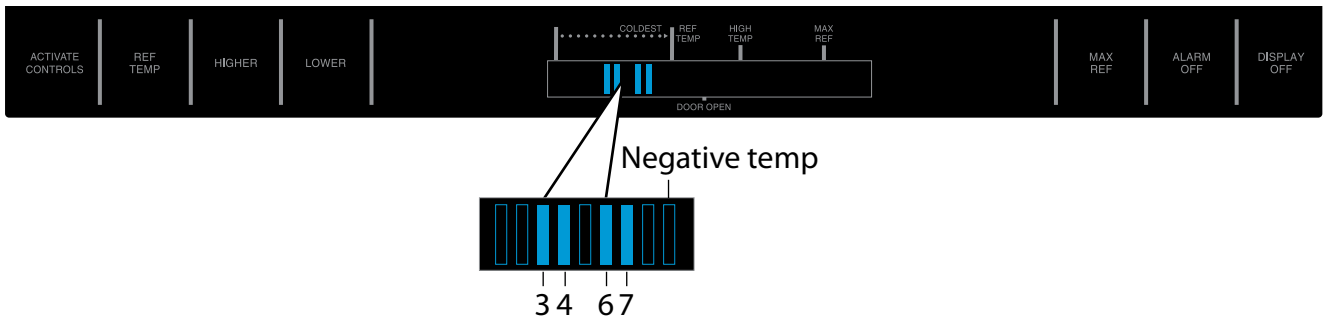 ACTIVATE
CONTROLS
REF
TEMP
HIGHER
LOWER
COLDEST
REF
TEMP
HIGH
TEMP
MAX
REF
DOOR OPEN
MAX
REF
ALARM
OFF
DISPLAY
OFF
Negative temp
3 4 6 7